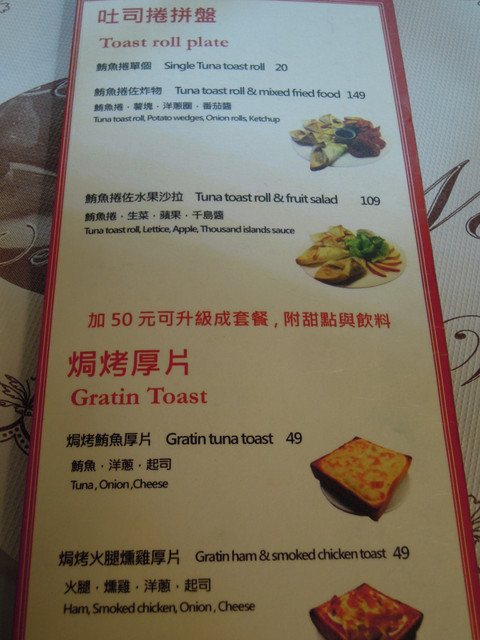 吐司捲拼盤
Toast roll plate
鮪魚捲單個 Single Tuna toast roll 20
鮪魚捲佐炸物 Tuna toast roll & mixed fried food 149
鮪魚捲・薯塊・洋蔥圈・番茄醬
Tuna toast roll, Potato wedges, Onion rolls, Ketchup
鮪魚捲佐水果沙拉 Tuna toast roll & fruit salad 109
鮪魚捲・生菜・蘋果・千島醬
Tuna toast roll, Lettice, Apple, Thousand islands sauce
加 50 元可升級成套餐 , 附甜點與飲料
焗烤厚片
Gratin Toast
焗烤鮪魚厚片 Gratin tuna toast 49
鮪魚・洋蔥・起司
Tuna , Onion ,Cheese
焗烤火腿燻雞厚片 Gratin ham & smoked chicken toast 49
火腿・燻雞・洋蔥・起司
Ham, Smoked chicken, Onion , Cheese